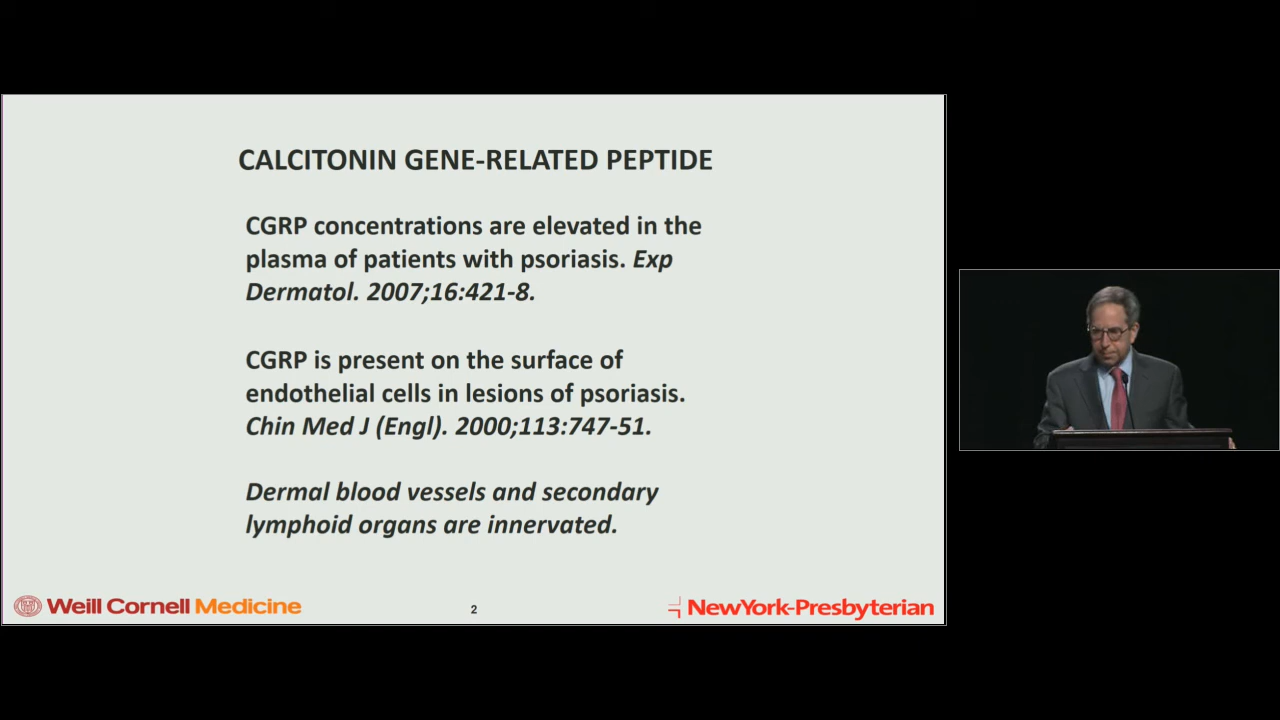 CALCITONIN GENE-RELATED PEPTIDE
CGRP concentrations are elevated in the
plasma of patients with psoriasis. Exp
Dermatol. 2007;16:421-8.
CGRP is present on the surface of
endothelial cells in lesions of psoriasis.
Chin Med J (Engl). 2000;113:747-51.
Dermal blood vessels and secondary
lymphoid organs are innervated.
Weill Cornell Medicine
2
NewYork-Presbyterian